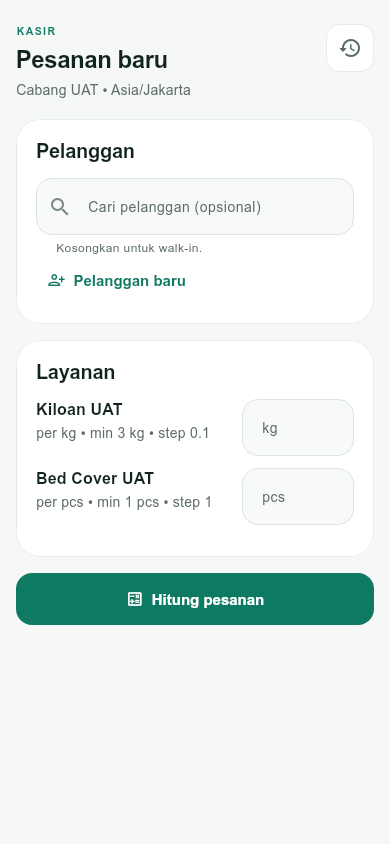 KASIR
Pesanan baru
Cabang UAT • Asia/Jakarta
Pelanggan
Cari pelanggan (opsional)
Kosongkan untuk walk-in.
Pelanggan baru
Layanan
Kiloan UAT
per kg • min 3 kg • step 0.1
kg
Bed Cover UAT
per pcs • min 1 pcs • step 1
pcs
Hitung pesanan